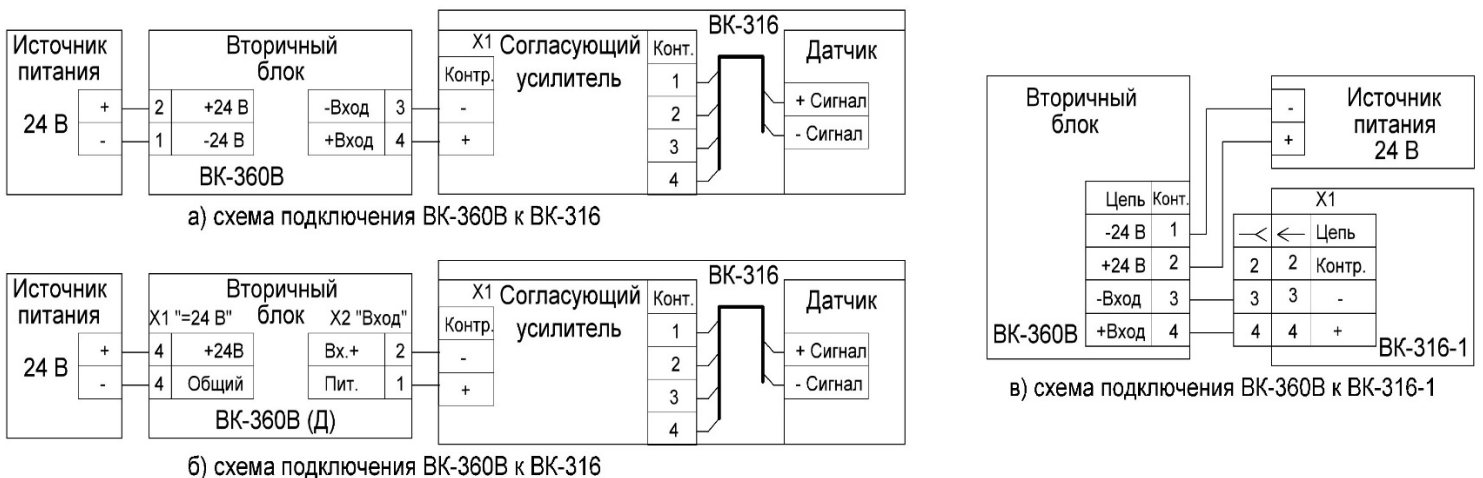 ВК-316
Источник питания
24 В
+
-
Вторичный блок
2 +24 В
1 -24 В
-Вход 3
+Вход 4
ВК-360В
X1
Контр.
-
+
Согласующий усилитель
Конт.
1
2
3
4
Датчик
+ Сигнал
- Сигнал
а) схема подключения ВК-360В к ВК-316
ВК-316
Источник питания
24 В
+
-
Вторичный блок
X1 "=24 В"
X2 "Вход"
4 +24В
4 Общий
Вх.+ 2
Пит. 1
ВК-360В (Д)
X1
Контр.
-
+
Согласующий усилитель
Конт.
1
2
3
4
Датчик
+ Сигнал
- Сигнал
б) схема подключения ВК-360В к ВК-316
Вторичный блок
Цепь Конт.
-24 В 1
+24 В 2
-Вход 3
+Вход 4
ВК-360В
-
+
Источник питания
24 В
X1
Цепь
2 2 Контр.
3 3 -
4 4 +
ВК-316-1
в) схема подключения ВК-360В к ВК-316-1